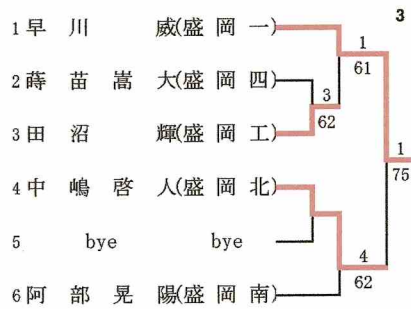 3
1 早川 威(盛岡一)
1
61
2 蒔苗嵩大(盛岡四)
3
62
3 田沼 輝(盛岡工)
1
75
4 中嶋啓人(盛岡北)
5 bye bye
4
62
6 阿部晃陽(盛岡南)